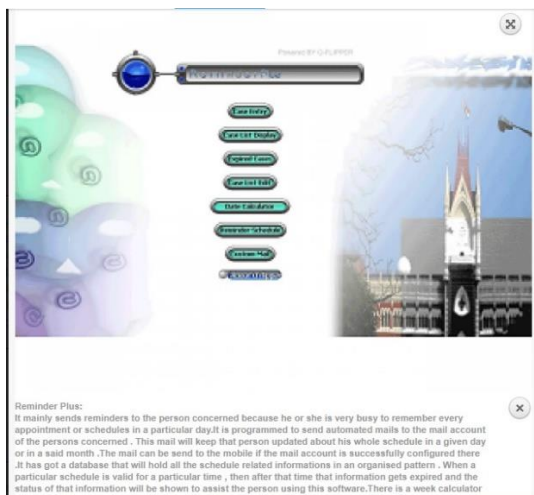 Powered BY Q-FLIPPER
Case Entry
Case List Display
Expired Cases
Case List Edit
Date Calculator
Reminder Schedule
Custom Mail
Reminder Plus:
It mainly sends reminders to the person concerned because he or she is very busy to remember every
appointment or schedules in a particular day.It is programmed to send automated mails to the mail account
of the persons concerned . This mail will keep that person updated about his whole schedule in a given day
or in a said month .The mail can be send to the mobile if the mail account is successfully configured there
.It has got a database that will hold all the schedule related informations in an organised pattern . When a
particular schedule is valid for a particular time , then after that time that information gets expired and the
status of that information will be shown to assist the person using this software.There is a week calculator